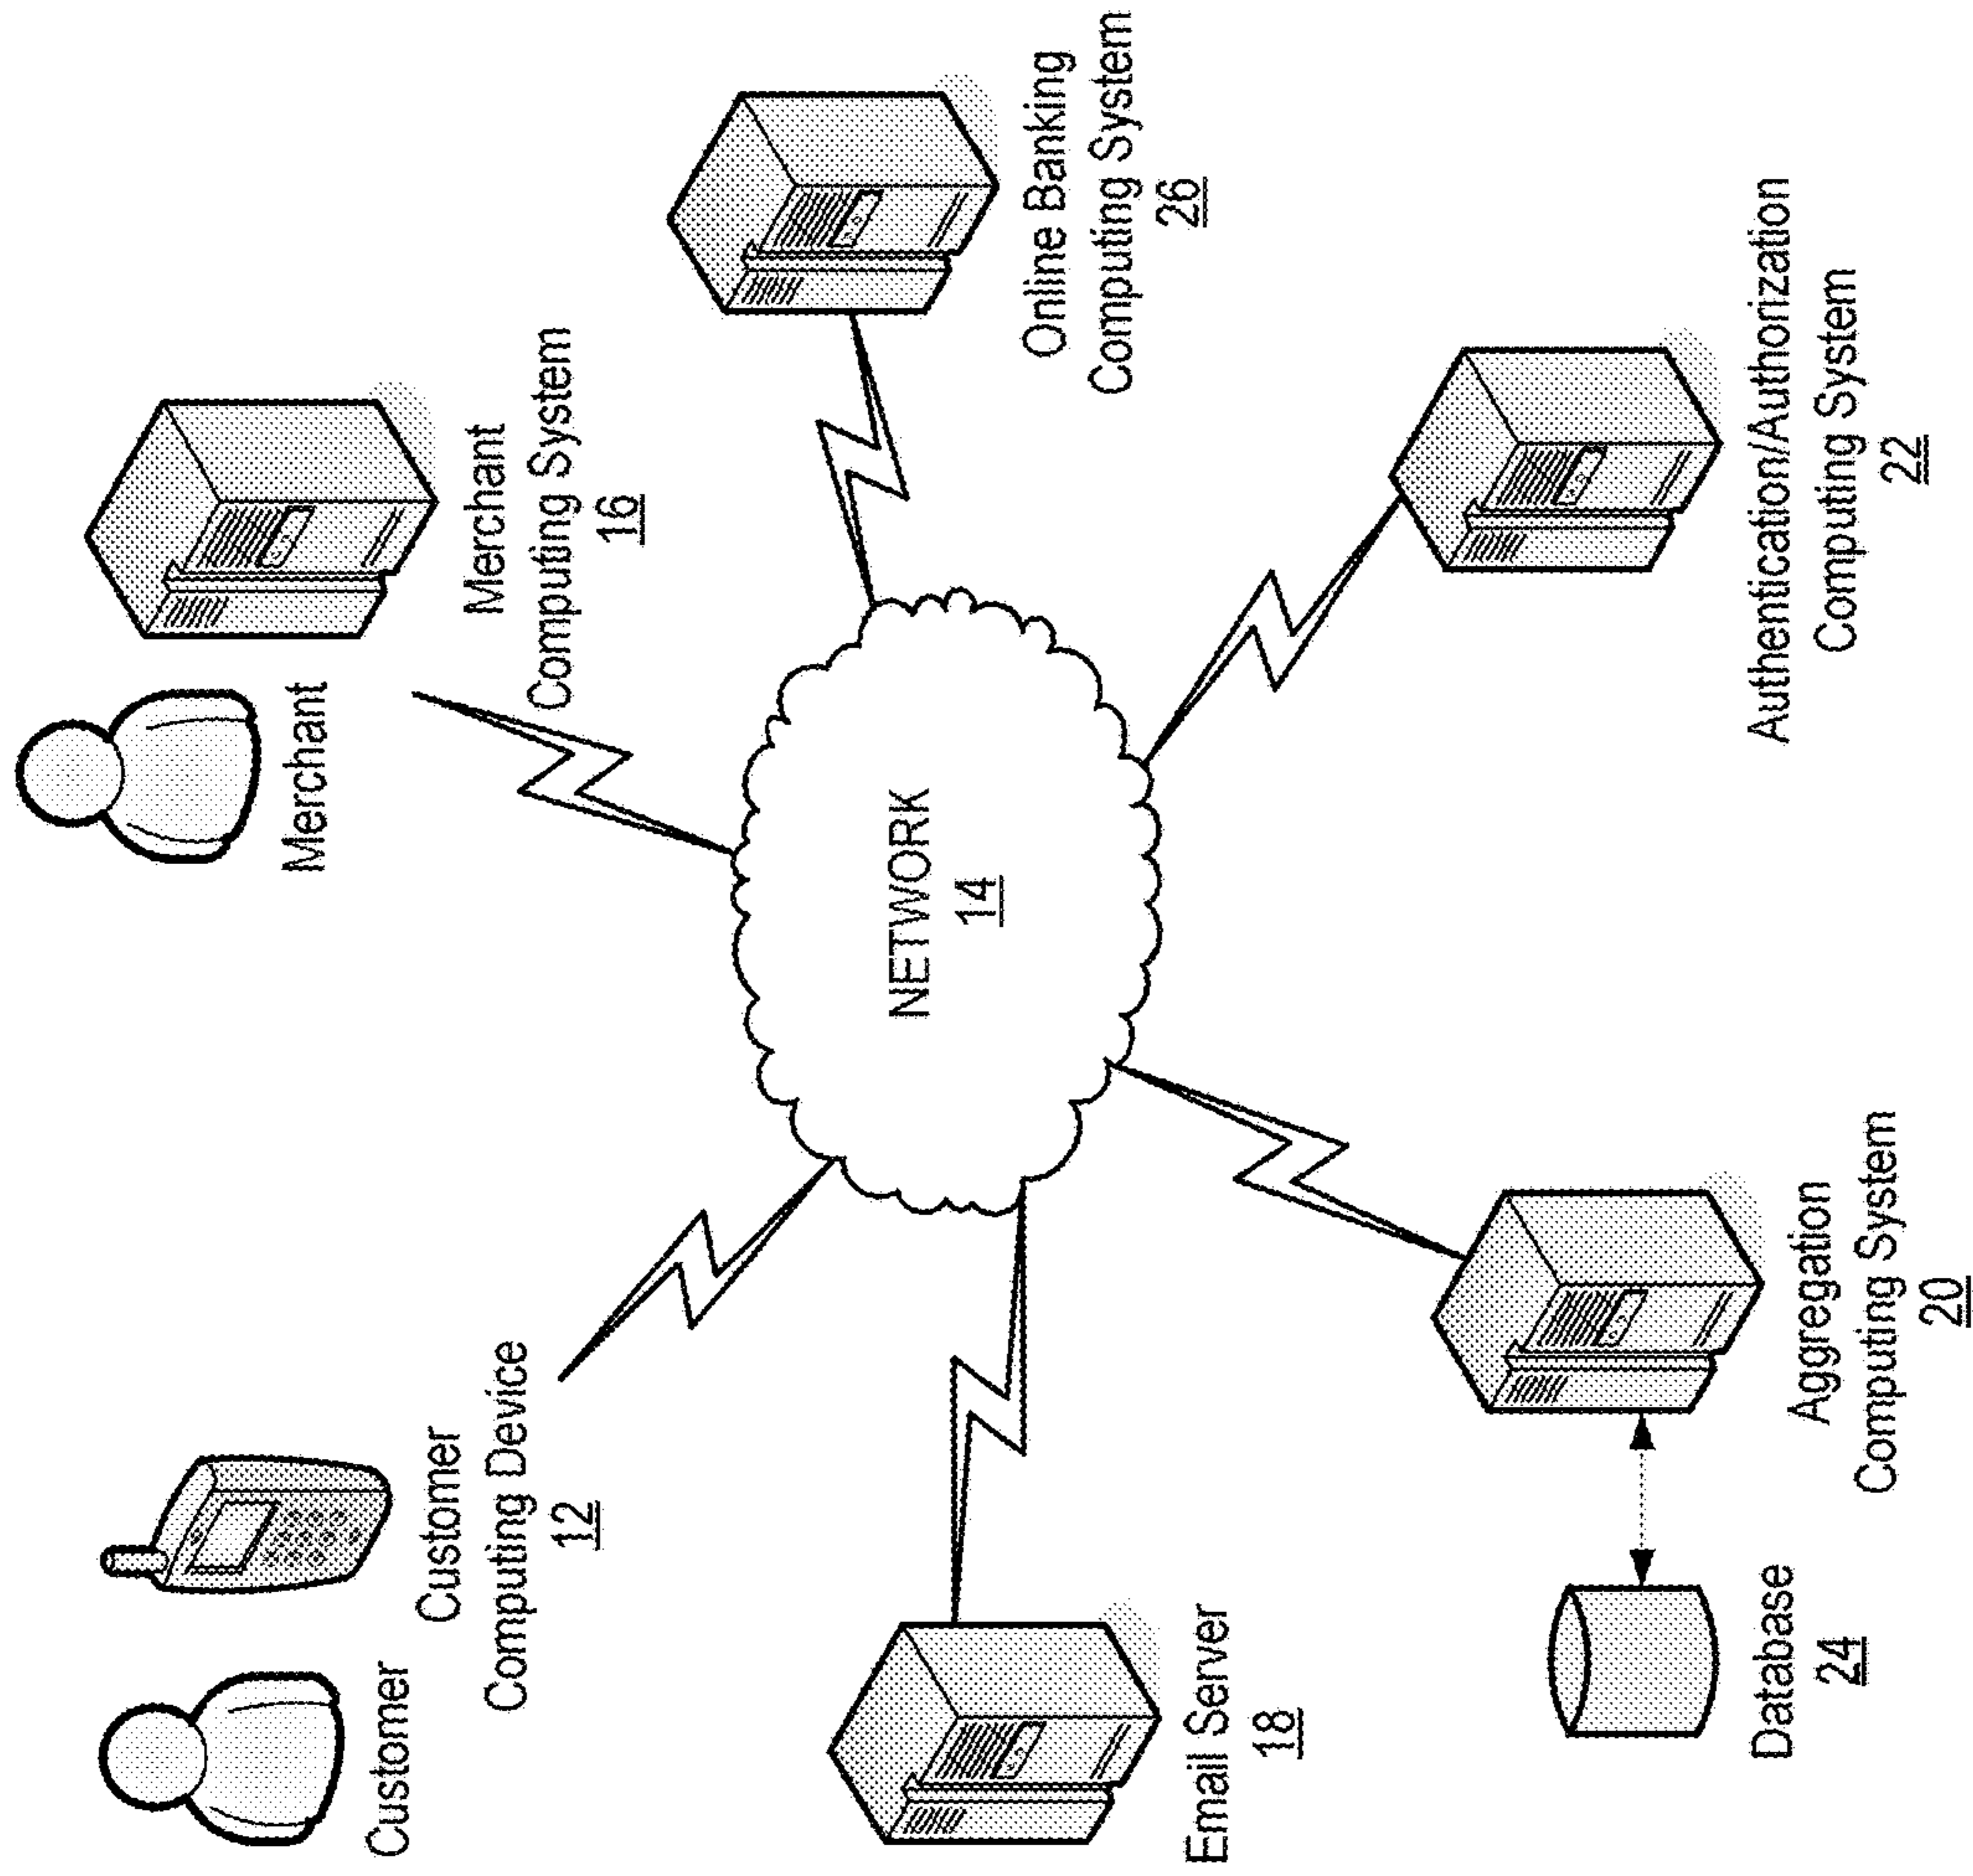 Merchant
Merchant
Computing System
16
Customer
Customer
Computing Device
12
Online Banking
Computing System
26
NETWORK
14
Email Server
18
Authentication/Authorization
Computing System
22
Aggregation
Computing System
20
Database
24